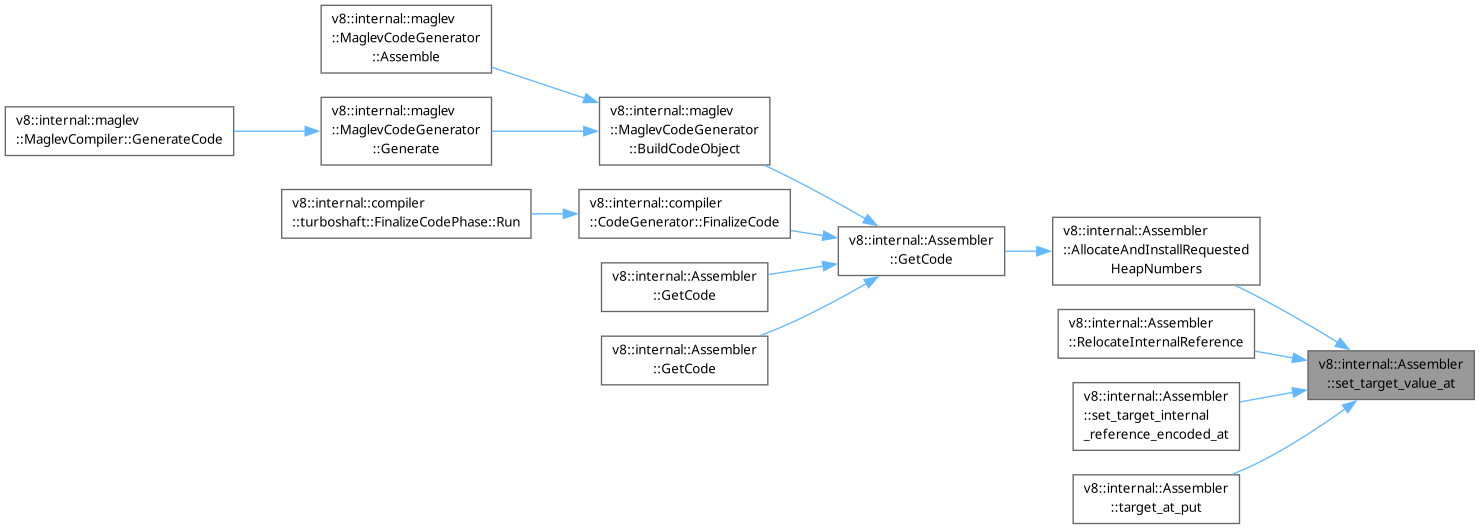 v8::internal::maglev
::MaglevCodeGenerator
::Assemble
v8::internal::maglev
::MaglevCompiler::GenerateCode
v8::internal::maglev
::MaglevCodeGenerator
::Generate
v8::internal::maglev
::MaglevCodeGenerator
::BuildCodeObject
v8::internal::compiler
::turboshaft::FinalizeCodePhase::Run
v8::internal::compiler
::CodeGenerator::FinalizeCode
v8::internal::Assembler
::GetCode
v8::internal::Assembler
::GetCode
v8::internal::Assembler
::GetCode
v8::internal::Assembler
::AllocateAndInstallRequested
HeapNumbers
v8::internal::Assembler
::RelocateInternalReference
v8::internal::Assembler
::set_target_internal
_reference_encoded_at
v8::internal::Assembler
::target_at_put
v8::internal::Assembler
::set_target_value_at